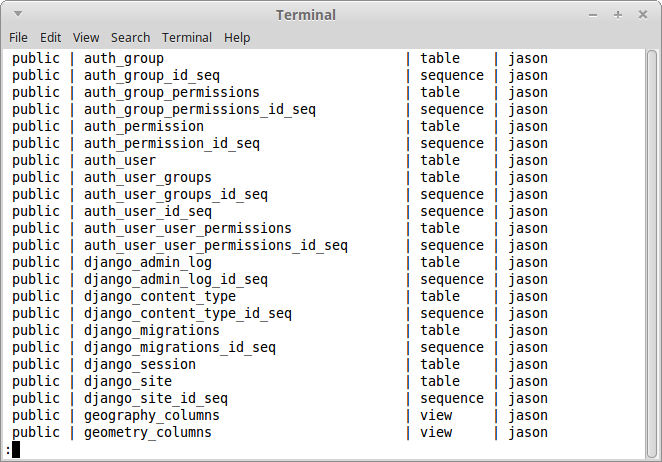 Terminal
File Edit View Search Terminal Help
public | auth_group | table | jason
public | auth_group_id_seq | sequence | jason
public | auth_group_permissions | table | jason
public | auth_group_permissions_id_seq | sequence | jason
public | auth_permission | table | jason
public | auth_permission_id_seq | sequence | jason
public | auth_user | table | jason
public | auth_user_groups | table | jason
public | auth_user_groups_id_seq | sequence | jason
public | auth_user_id_seq | sequence | jason
public | auth_user_user_permissions | table | jason
public | auth_user_user_permissions_id_seq | sequence | jason
public | django_admin_log | table | jason
public | django_admin_log_id_seq | sequence | jason
public | django_content_type | table | jason
public | django_content_type_id_seq | sequence | jason
public | django_migrations | table | jason
public | django_migrations_id_seq | sequence | jason
public | django_session | table | jason
public | django_site | table | jason
public | django_site_id_seq | sequence | jason
public | geography_columns | view | jason
public | geometry_columns | view | jason
: